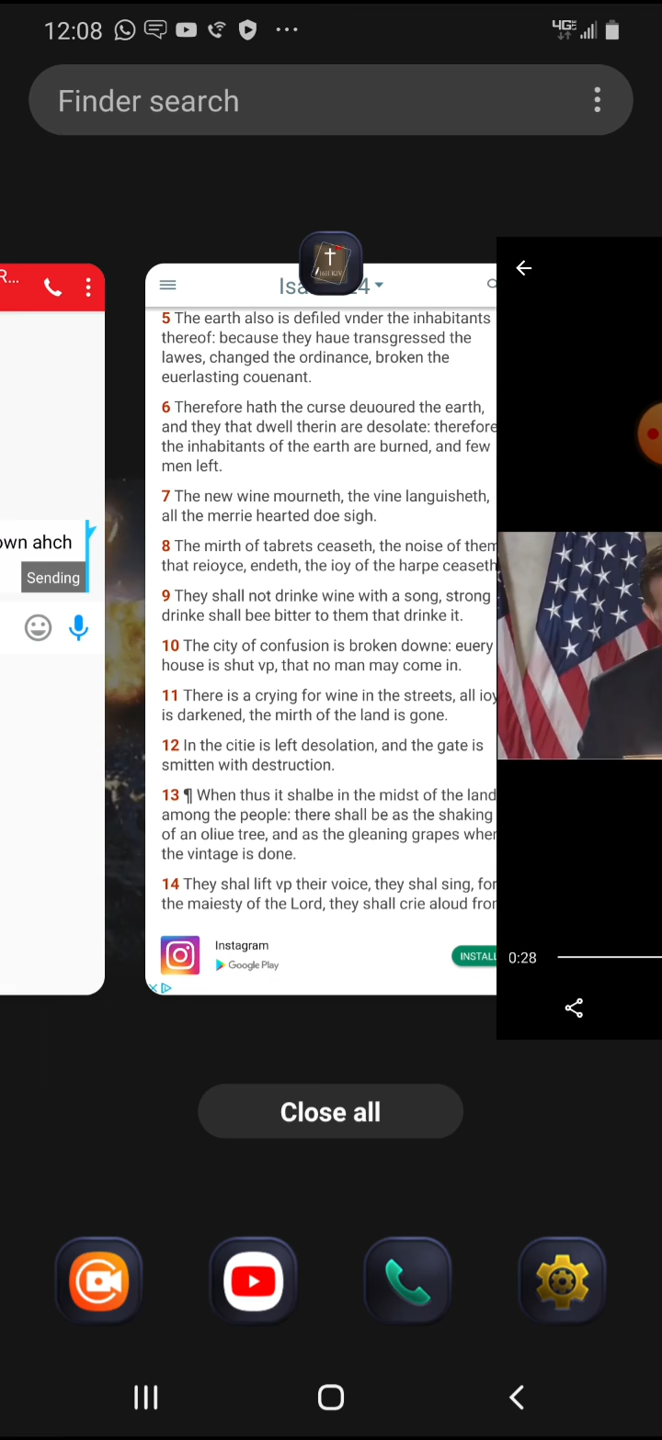 12:08
4GE
Finder search
R...
Isa 24
5 The earth also is defiled vnder the inhabitants
thereof: because they haue transgressed the
lawes, changed the ordinance, broken the
euerlasting couenant.
6 Therefore hath the curse deuoured the earth,
and they that dwell therin are desolate: therefore
the inhabitants of the earth are burned, and few
men left.
7 The new wine mourneth, the vine languisheth,
all the merrie hearted doe sigh.
8 The mirth of tabrets ceaseth, the noise of them
that reioyce, endeth, the ioy of the harpe ceaseth
9 They shall not drinke wine with a song, strong
drinke shall bee bitter to them that drinke it.
10 The city of confusion is broken downe: euery
house is shut vp, that no man may come in.
11 There is a crying for wine in the streets, all ioy
is darkened, the mirth of the land is gone.
12 In the citie is left desolation, and the gate is
smitten with destruction.
13 ¶ When thus it shalbe in the midst of the land
among the people: there shall be as the shaking
of an oliue tree, and as the gleaning grapes when
the vintage is done.
14 They shal lift vp their voice, they shal sing, for
the maiesty of the Lord, they shall crie aloud from
own ahch
Sending
Instagram
Google Play
INSTALL
0:28
Close all